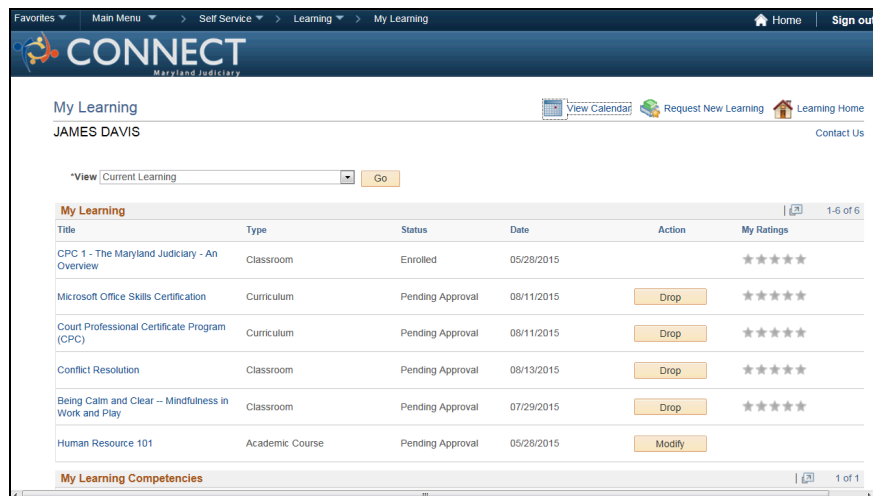 Favorites Main Menu > Self Service > Learning > My Learning Home Sign out
CONNECT
Maryland Judiciary
My Learning View Calendar Request New Learning Learning Home
JAMES DAVIS Contact Us
*View Current Learning Go
My Learning 1-6 of 6
Title Type Status Date Action My Ratings
CPC 1 - The Maryland Judiciary - An
Overview Classroom Enrolled 05/28/2015
Microsoft Office Skills Certification Curriculum Pending Approval 08/11/2015 Drop
Court Professional Certificate Program
(CPC) Curriculum Pending Approval 08/11/2015 Drop
Conflict Resolution Classroom Pending Approval 08/13/2015 Drop
Being Calm and Clear -- Mindfulness in
Work and Play Classroom Pending Approval 07/29/2015 Drop
Human Resource 101 Academic Course Pending Approval 05/28/2015 Modify
My Learning Competencies 1 of 1